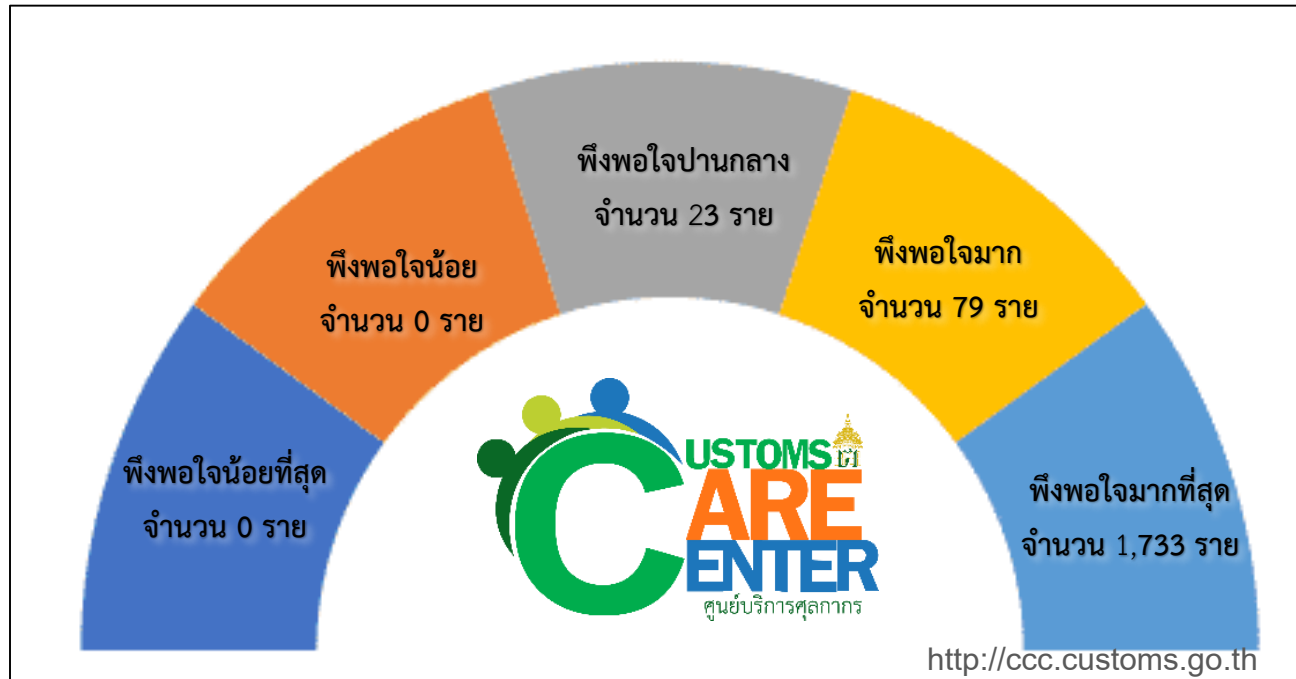 พึงพอใจปานกลาง
จำนวน 23 ราย
พึงพอใจน้อย
จำนวน 0 ราย
พึงพอใจมาก
จำนวน 79 ราย
พึงพอใจน้อยที่สุด
จำนวน 0 ราย
พึงพอใจมากที่สุด
จำนวน 1,733 ราย
CUSTOMS
CARE
CENTER
ศูนย์บริการศุลกากร
http://ccc.customs.go.th